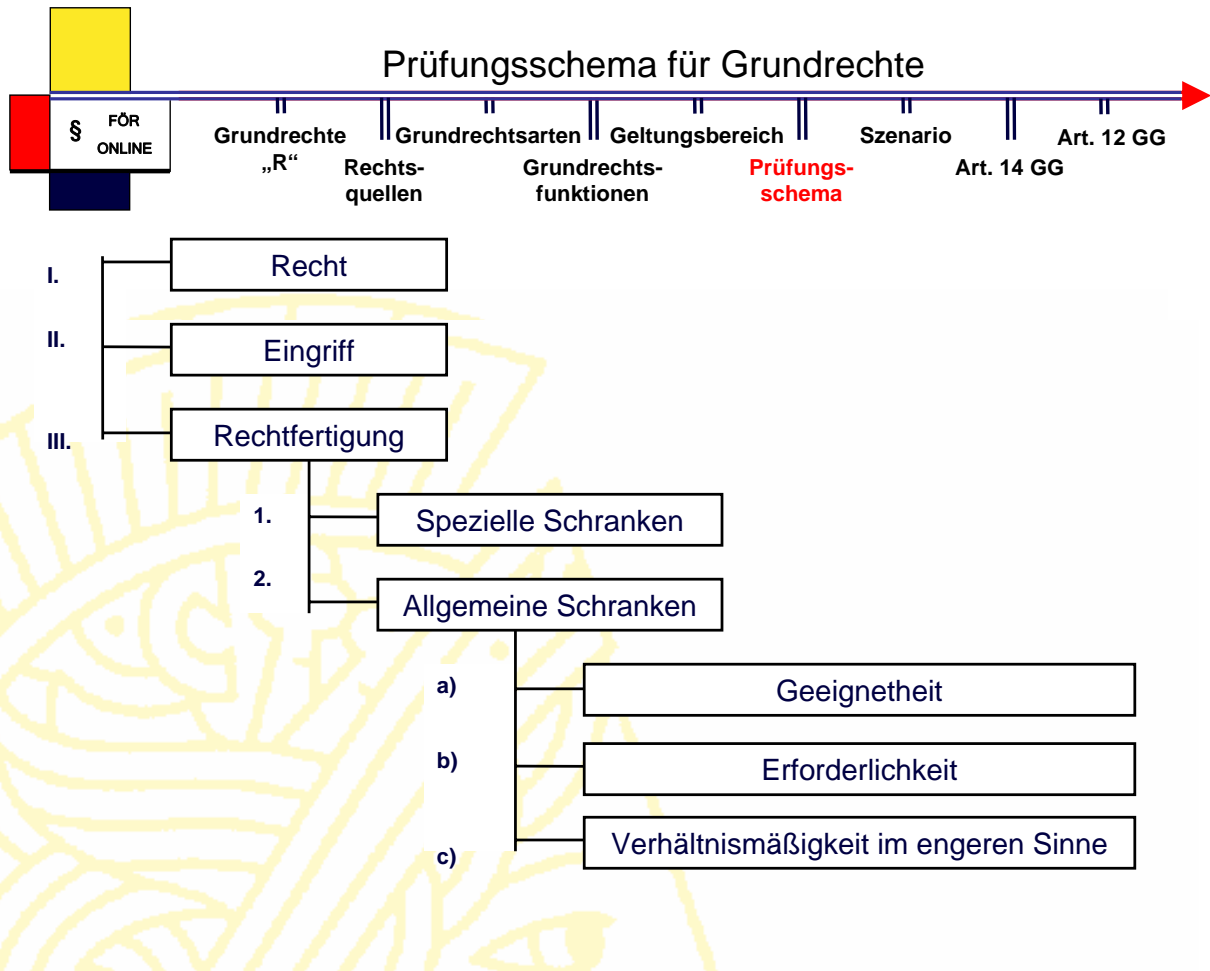 Prüfungsschema für Grundrechte
§ FÖR
ONLINE
Grundrechte
„R“
Rechts-
quellen
Grundrechtsarten
Grundrechts-
funktionen
Geltungsbereich
Prüfungs-
schema
Szenario
Art. 14 GG
Art. 12 GG
I. Recht
II. Eingriff
III. Rechtfertigung
1. Spezielle Schranken
2. Allgemeine Schranken
a) Geeignetheit
b) Erforderlichkeit
c) Verhältnismäßigkeit im engeren Sinne